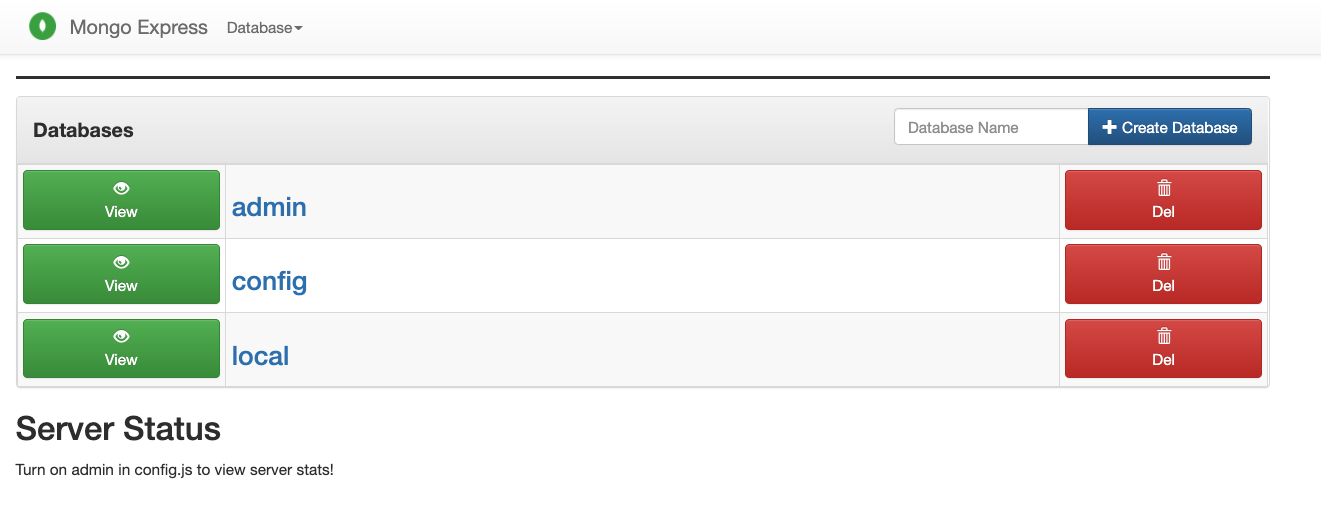 Mongo Express Database
Databases
Database Name
Create Database
View
admin
Del
View
config
Del
View
local
Del
Server Status
Turn on admin in config.js to view server stats!